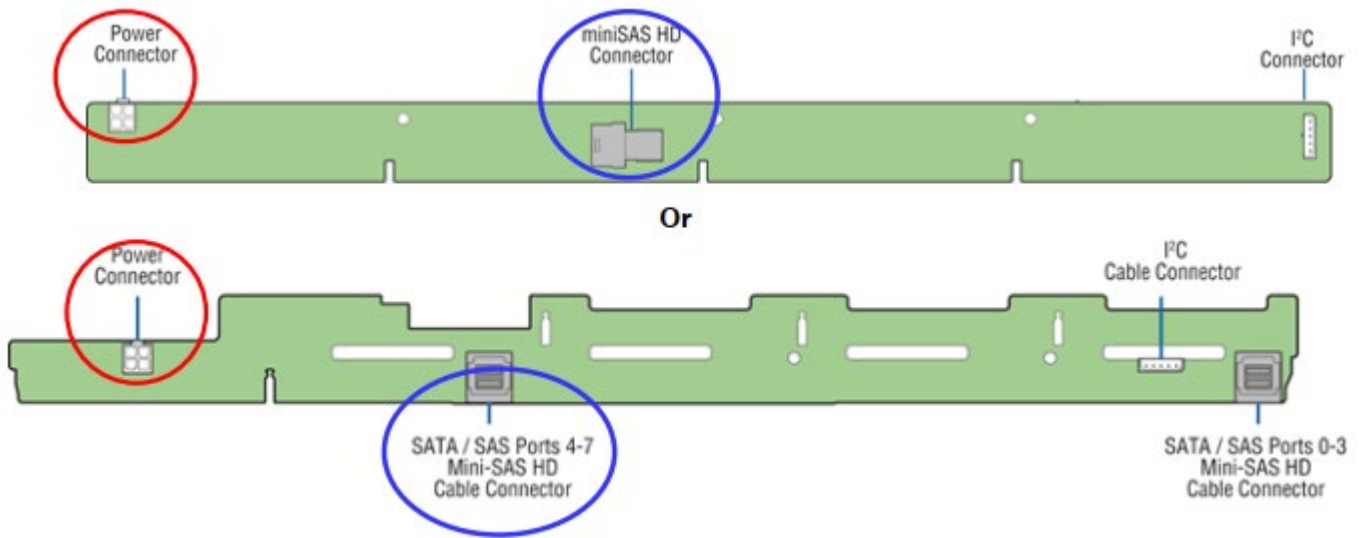 Power
Connector
miniSAS HD
Connector
I²C
Connector
Or
Power
Connector
I²C
Cable Connector
SATA / SAS Ports 4-7
Mini-SAS HD
Cable Connector
SATA / SAS Ports 0-3
Mini-SAS HD
Cable Connector